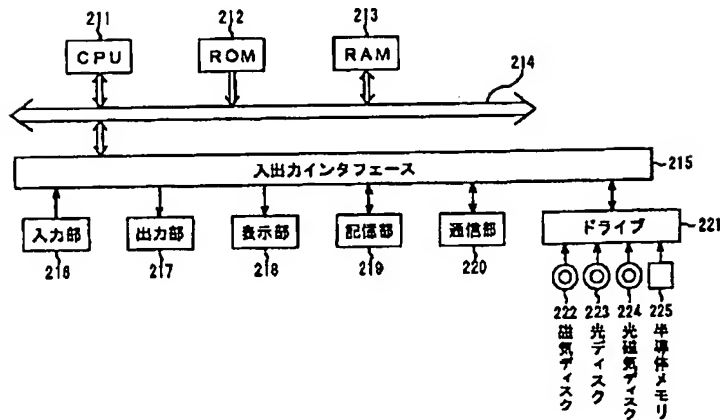 211 212 213
CPU ROM RAM
214
入出力インタフェース 215
入力部 出力部 表示部 記憶部 通信部 ドライブ 221
216 217 218 219 220
222 223 224 225
磁気ディスク
光ディスク
光磁気ディスク
半導体メモリ